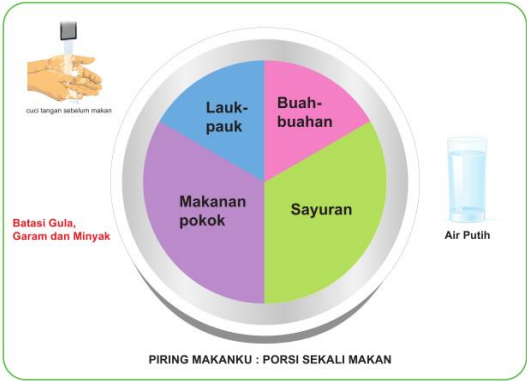 cuci tangan sebelum makan
Lauk-
pauk
Buah-
buahan
Makanan
pokok
Sayuran
Batasi Gula,
Garam dan Minyak
Air Putih
PIRING MAKANKU : PORSI SEKALI MAKAN